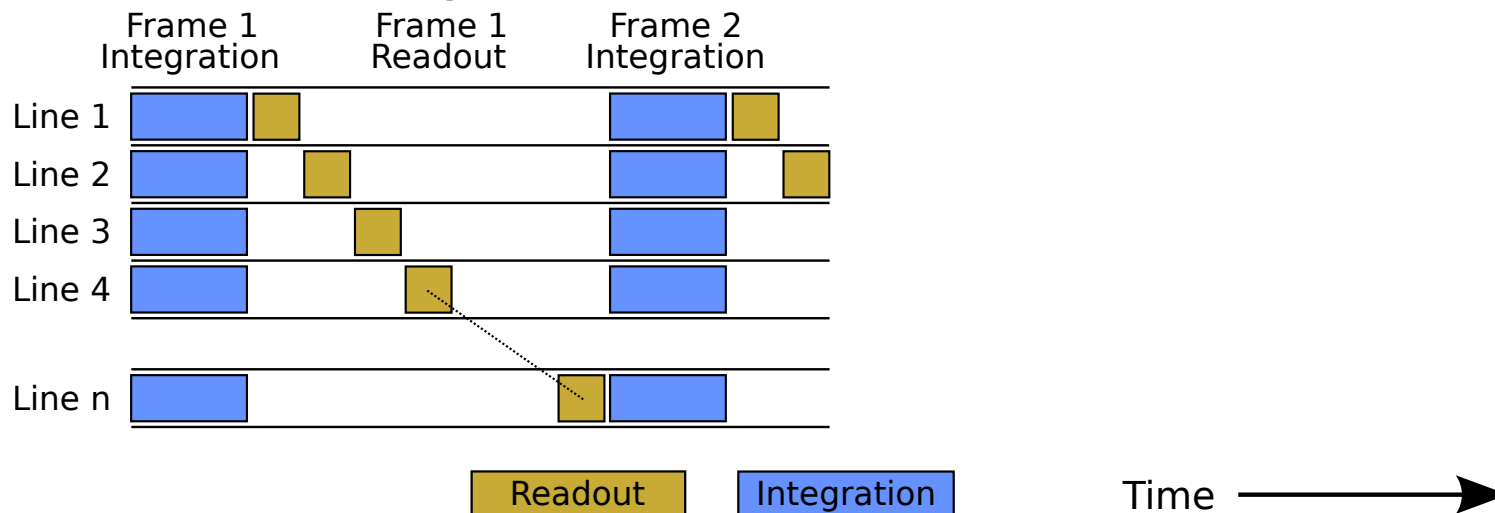 Frame 1 Integration
Frame 1 Readout
Frame 2 Integration
Line 1
Line 2
Line 3
Line 4
Line n
Readout
Integration
Time